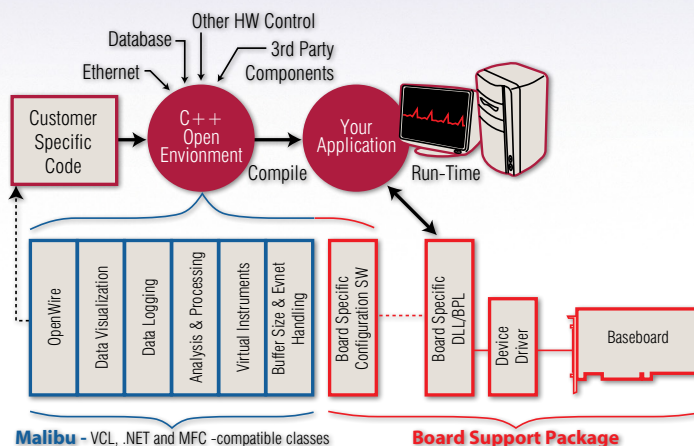 Other HW Control
Database
3rd Party
Components
Ethernet
Customer
Specific
Code
C++
Open
Envionment
Compile
Your
Application
Run-Time
OpenWire
Data Visualization
Data Logging
Analysis & Processing
Virtual Instruments
Buffer Size & Evnet
Handling
Board Specific
Configuration SW
Board Specific
DLL/BPL
Device
Driver
Baseboard
Malibu - VCL, .NET and MFC -compatible classes
Board Support Package